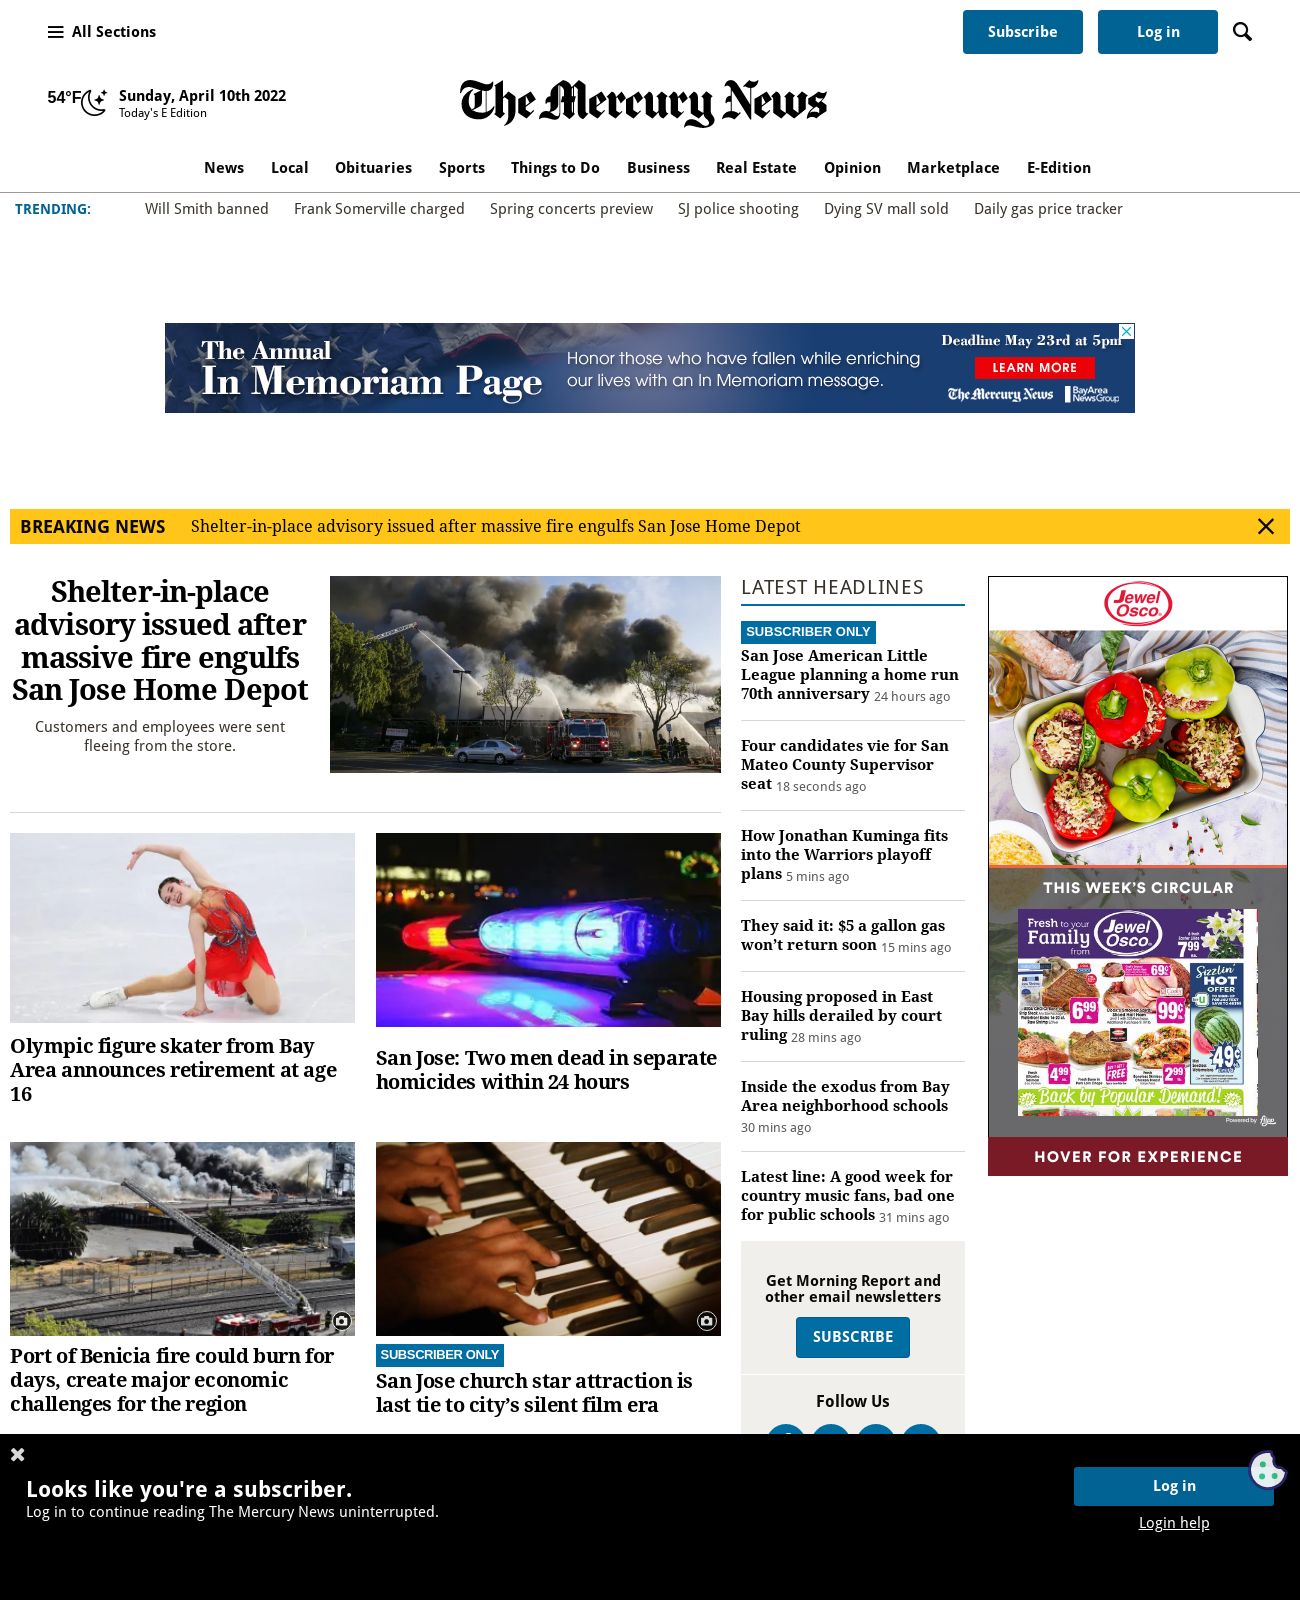 All Sections
Subscribe
Log in
54°F
Sunday, April 10th 2022
Today's E Edition
The Mercury News
News
Local
Obituaries
Sports
Things to Do
Business
Real Estate
Opinion
Marketplace
E-Edition
TRENDING:
Will Smith banned
Frank Somerville charged
Spring concerts preview
SJ police shooting
Dying SV mall sold
Daily gas price tracker
The Annual
In Memoriam Page
Honor those who have fallen while enriching
our lives with an In Memoriam message.
Deadline May 23rd at 5pm
LEARN MORE
The Mercury News
BayArea
NewsGroup
BREAKING NEWS
Shelter-in-place advisory issued after massive fire engulfs San Jose Home Depot
Shelter-in-place
advisory issued after
massive fire engulfs
San Jose Home Depot
Customers and employees were sent
fleeing from the store.
Olympic figure skater from Bay
Area announces retirement at age
16
San Jose: Two men dead in separate
homicides within 24 hours
Port of Benicia fire could burn for
days, create major economic
challenges for the region
SUBSCRIBER ONLY
San Jose church star attraction is
last tie to city’s silent film era
LATEST HEADLINES
SUBSCRIBER ONLY
San Jose American Little
League planning a home run
70th anniversary 24 hours ago
Four candidates vie for San
Mateo County Supervisor
seat 18 seconds ago
How Jonathan Kuminga fits
into the Warriors playoff
plans 5 mins ago
They said it: $5 a gallon gas
won’t return soon 15 mins ago
Housing proposed in East
Bay hills derailed by court
ruling 28 mins ago
Inside the exodus from Bay
Area neighborhood schools
30 mins ago
Latest line: A good week for
country music fans, bad one
for public schools 31 mins ago
Get Morning Report and
other email newsletters
SUBSCRIBE
Follow Us
Jewel
Osco
THIS WEEK'S CIRCULAR
Fresh to your
Family
from
Jewel
Osco
7.99
Sizzlin'
HOT
OFFER
69¢
6.99
99¢
49¢
4.99
2.99
Back by Popular Demand!
Powered by flipp
HOVER FOR EXPERIENCE
Looks like you're a subscriber.
Log in to continue reading The Mercury News uninterrupted.
Log in
Login help